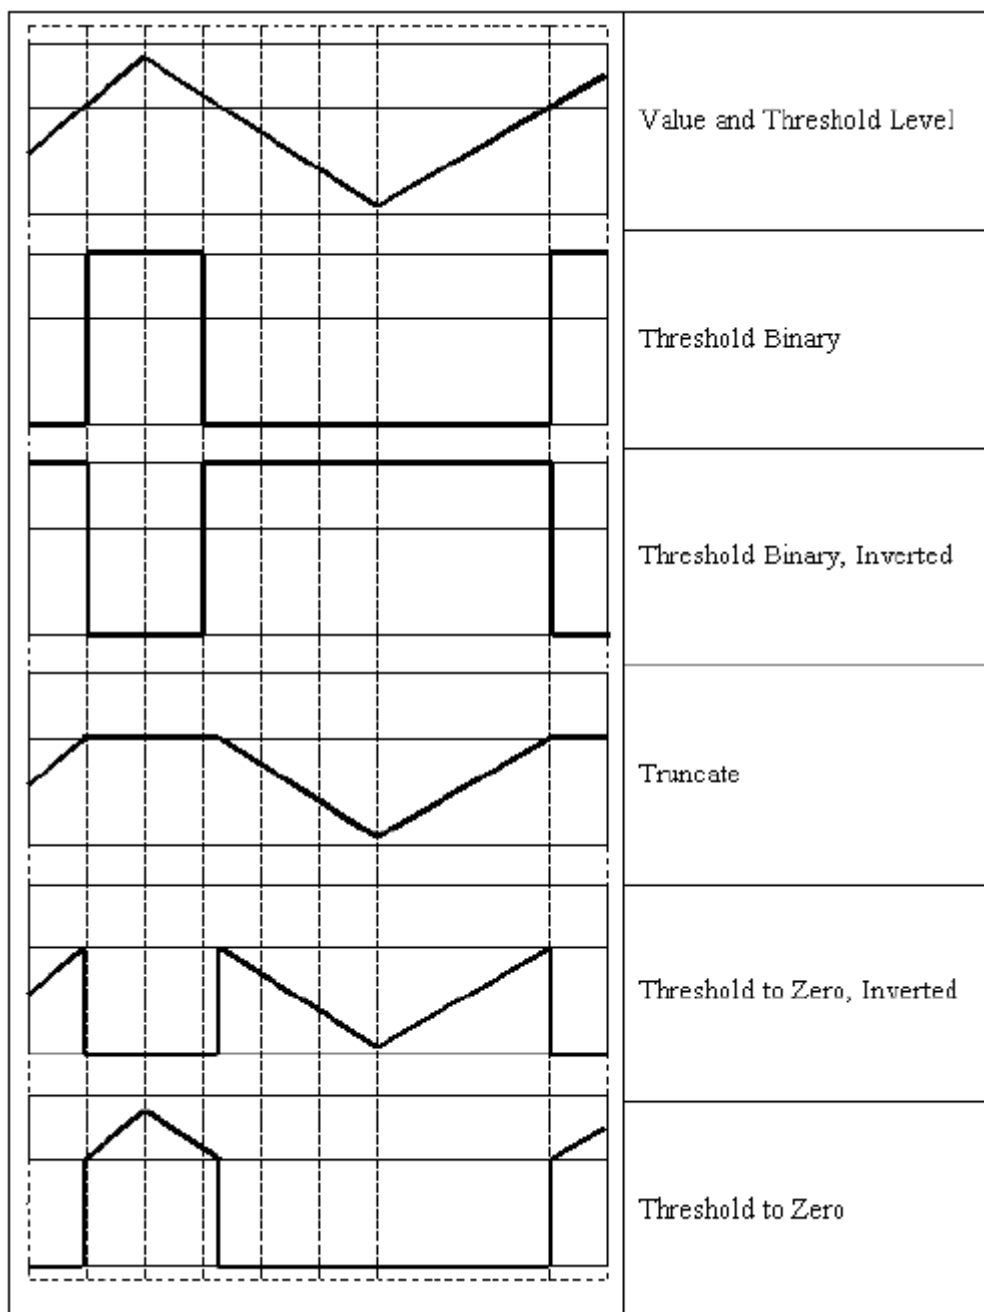 Value and Threshold Level
Threshold Binary
Threshold Binary, Inverted
Truncate
Threshold to Zero, Inverted
Threshold to Zero